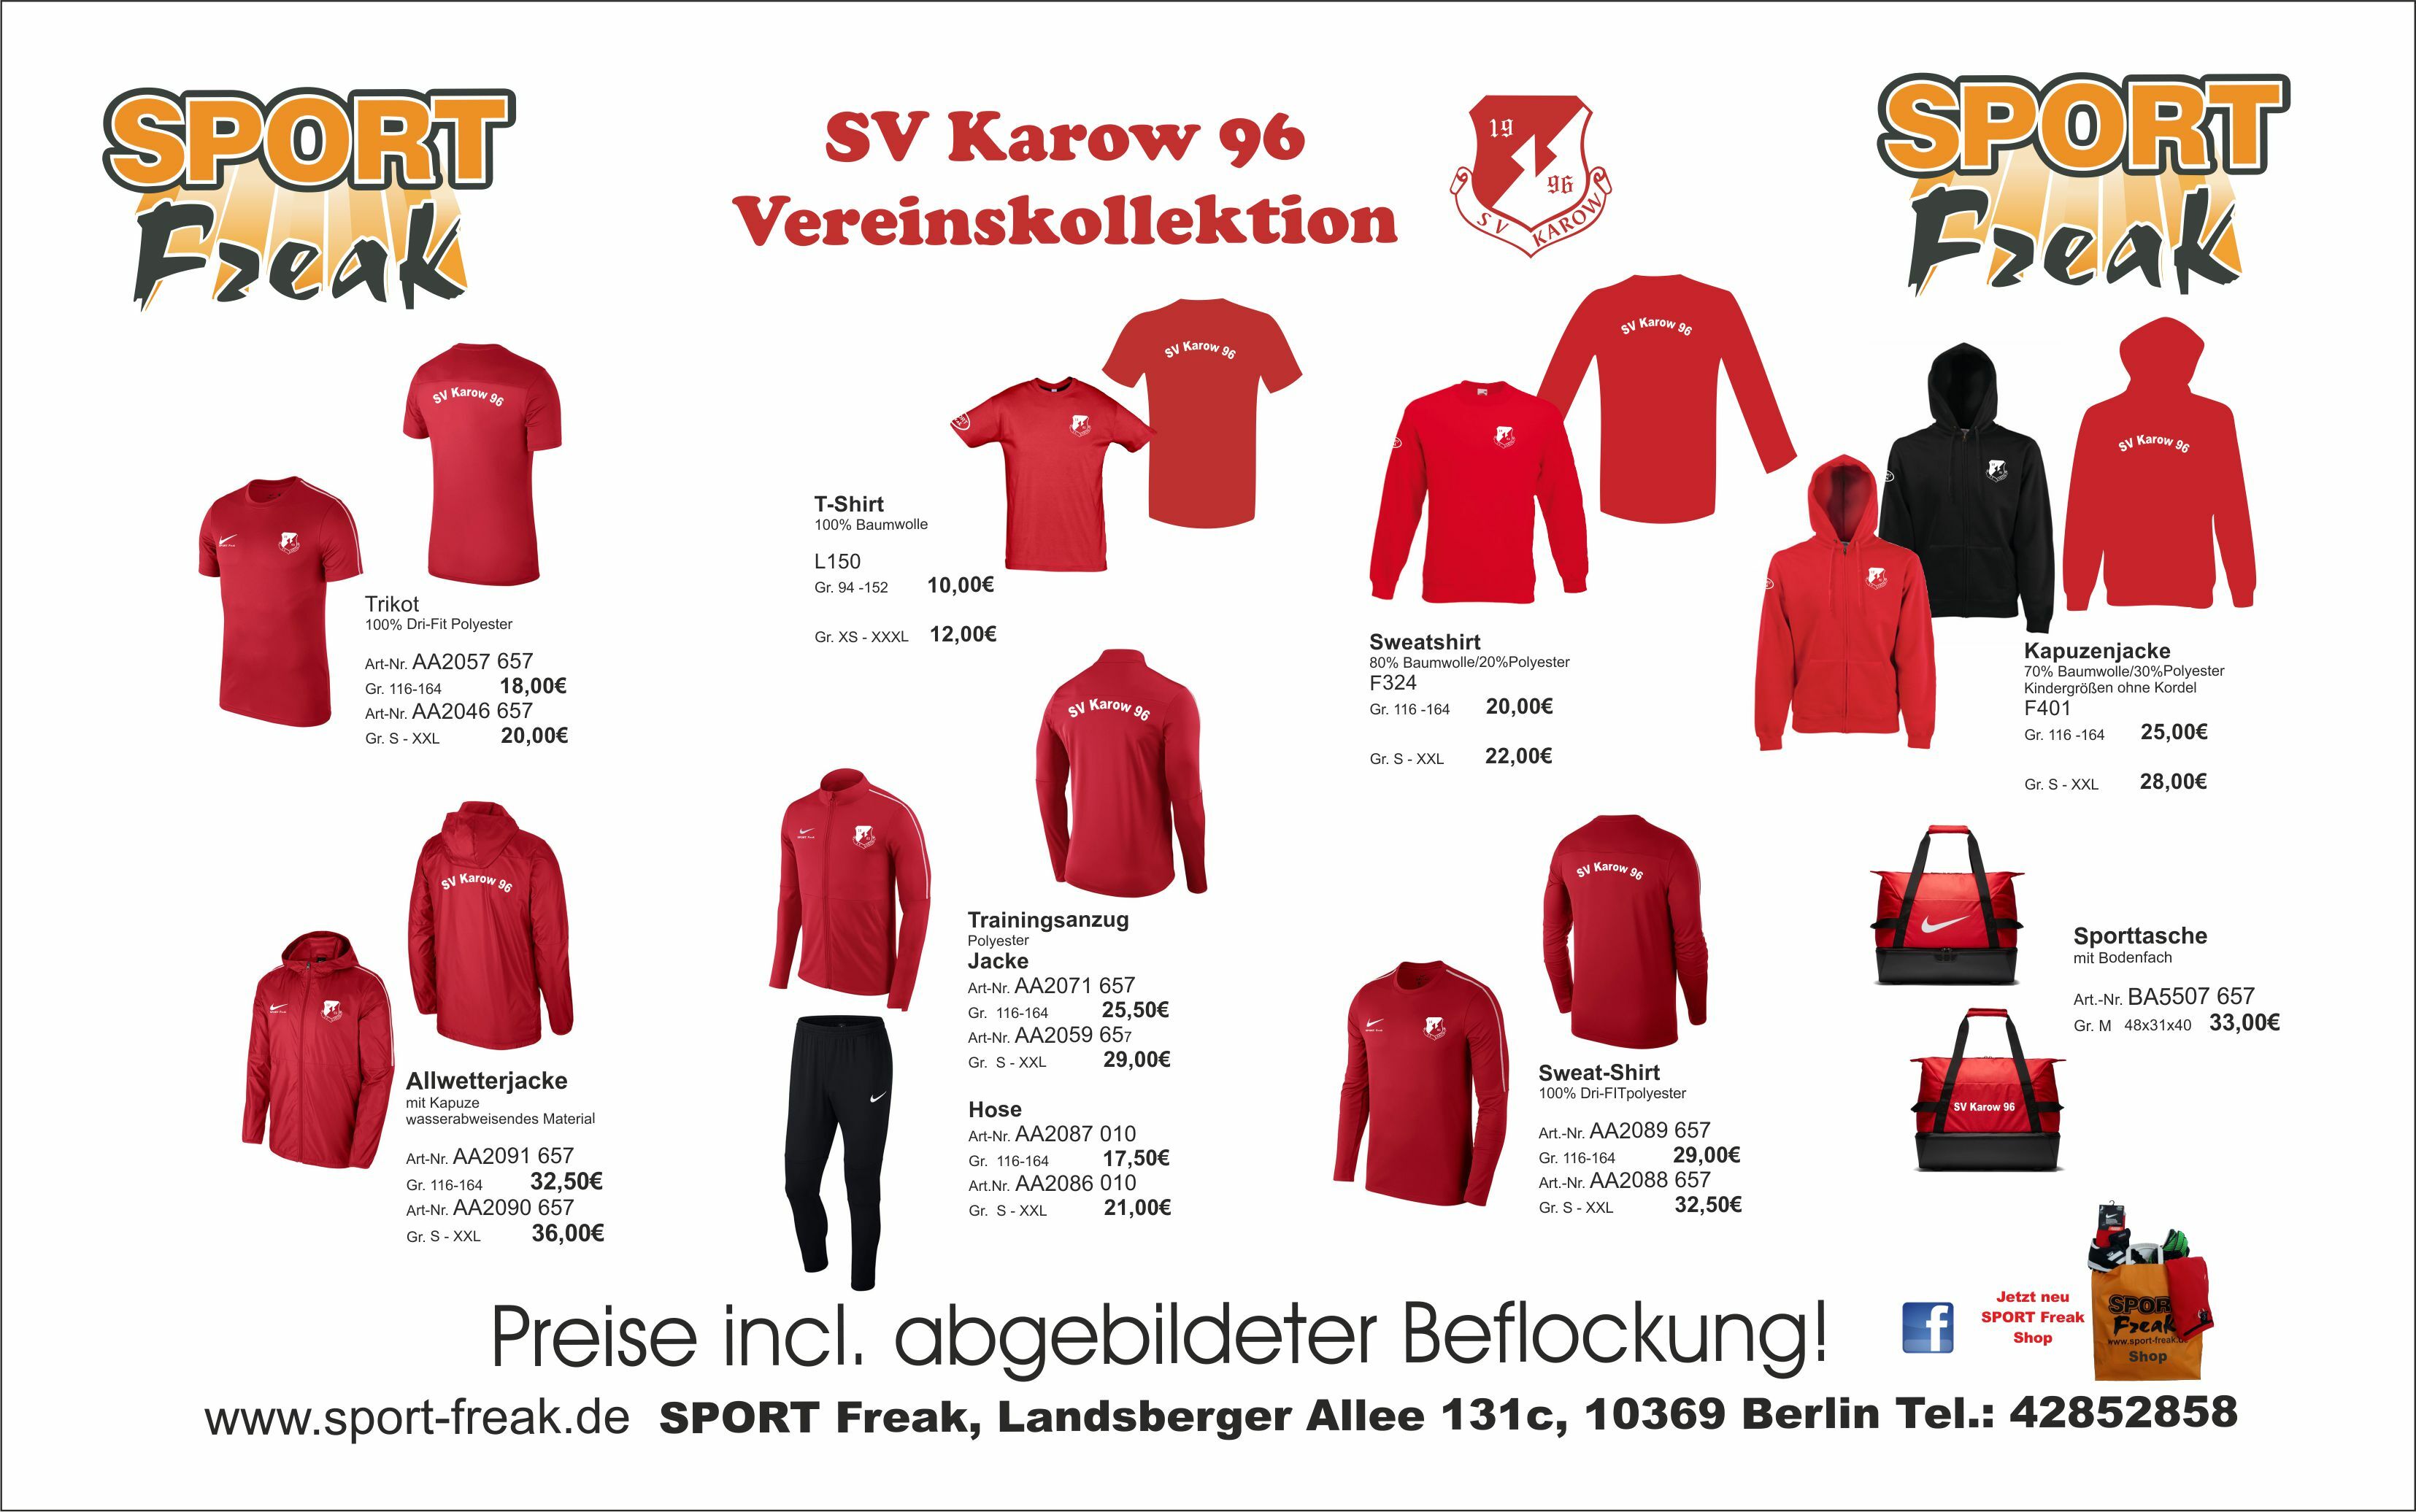 SPORT
Freak
SV Karow 96
Vereinskollektion
19
96
SV KAROW
SPORT
Freak
SV Karow 96
Trikot
100% Dri-Fit Polyester
Art-Nr. AA2057 657
Gr. 116-164 18,00€
Art-Nr. AA2046 657
Gr. S - XXL 20,00€
SV Karow 96
T-Shirt
100% Baumwolle
L150
Gr. 94 -152 10,00€
Gr. XS - XXXL 12,00€
SV Karow 96
Sweatshirt
80% Baumwolle/20%Polyester
F324
Gr. 116 -164 20,00€
Gr. S - XXL 22,00€
SV Karow 96
Kapuzenjacke
70% Baumwolle/30%Polyester
Kindergrößen ohne Kordel
F401
Gr. 116 -164 25,00€
Gr. S - XXL 28,00€
SV Karow 96
Allwetterjacke
mit Kapuze
wasserabweisendes Material
Art-Nr. AA2091 657
Gr. 116-164 32,50€
Art-Nr. AA2090 657
Gr. S - XXL 36,00€
SV Karow 96
Trainingsanzug
Polyester
Jacke
Art-Nr. AA2071 657
Gr. 116-164 25,50€
Art-Nr. AA2059 657
Gr. S - XXL 29,00€
Hose
Art-Nr. AA2087 010
Gr. 116-164 17,50€
Art.Nr. AA2086 010
Gr. S - XXL 21,00€
SV Karow 96
Sweat-Shirt
100% Dri-FITpolyester
Art.-Nr. AA2089 657
Gr. 116-164 29,00€
Art.-Nr. AA2088 657
Gr. S - XXL 32,50€
Sporttasche
mit Bodenfach
Art.-Nr. BA5507 657
Gr. M 48x31x40 33,00€
SV Karow 96
Preise incl. abgebildeter Beflockung!
f
Jetzt neu
SPORT Freak
Shop
Freak
Shop
www.sport-freak.de SPORT Freak, Landsberger Allee 131c, 10369 Berlin Tel.: 42852858